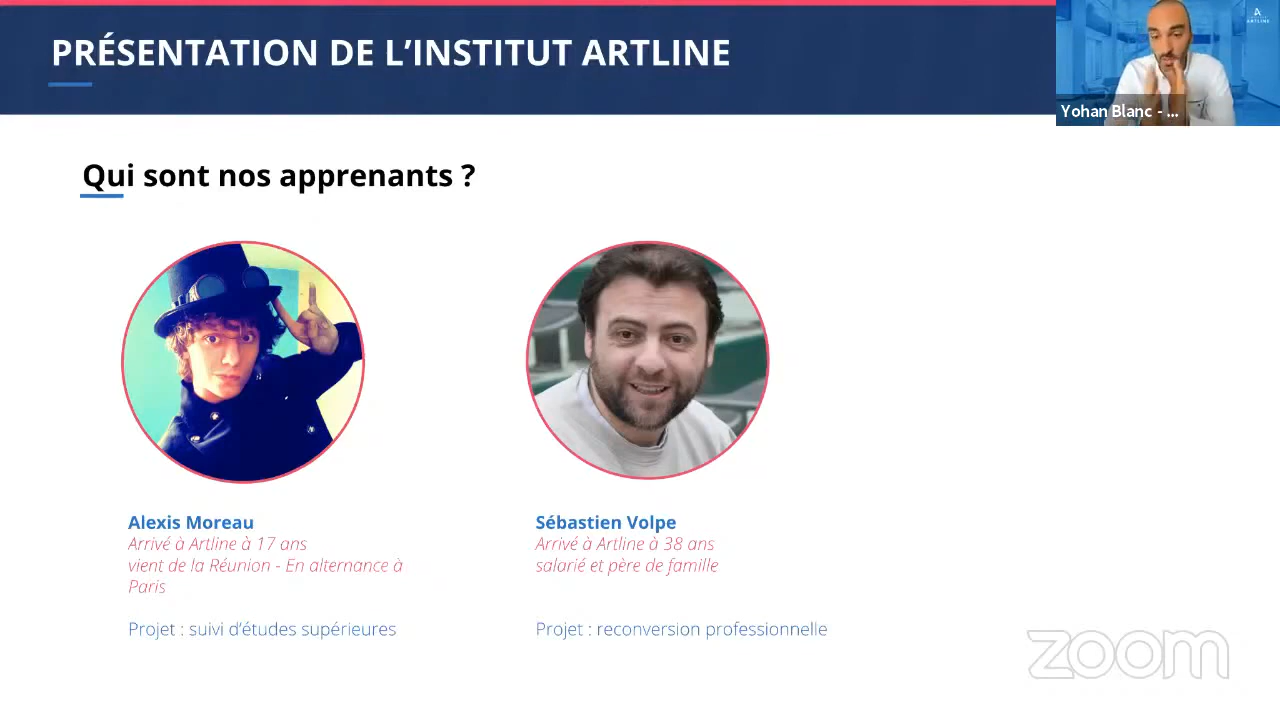 PRÉSENTATION DE L’INSTITUT ARTLINE
ARTLINE
Yohan Blanc - ...
Qui sont nos apprenants ?
Alexis Moreau
Arrivé à Artline à 17 ans
vient de la Réunion - En alternance à
Paris
Projet : suivi d’études supérieures
Sébastien Volpe
Arrivé à Artline à 38 ans
salarié et père de famille
Projet : reconversion professionnelle
zoom